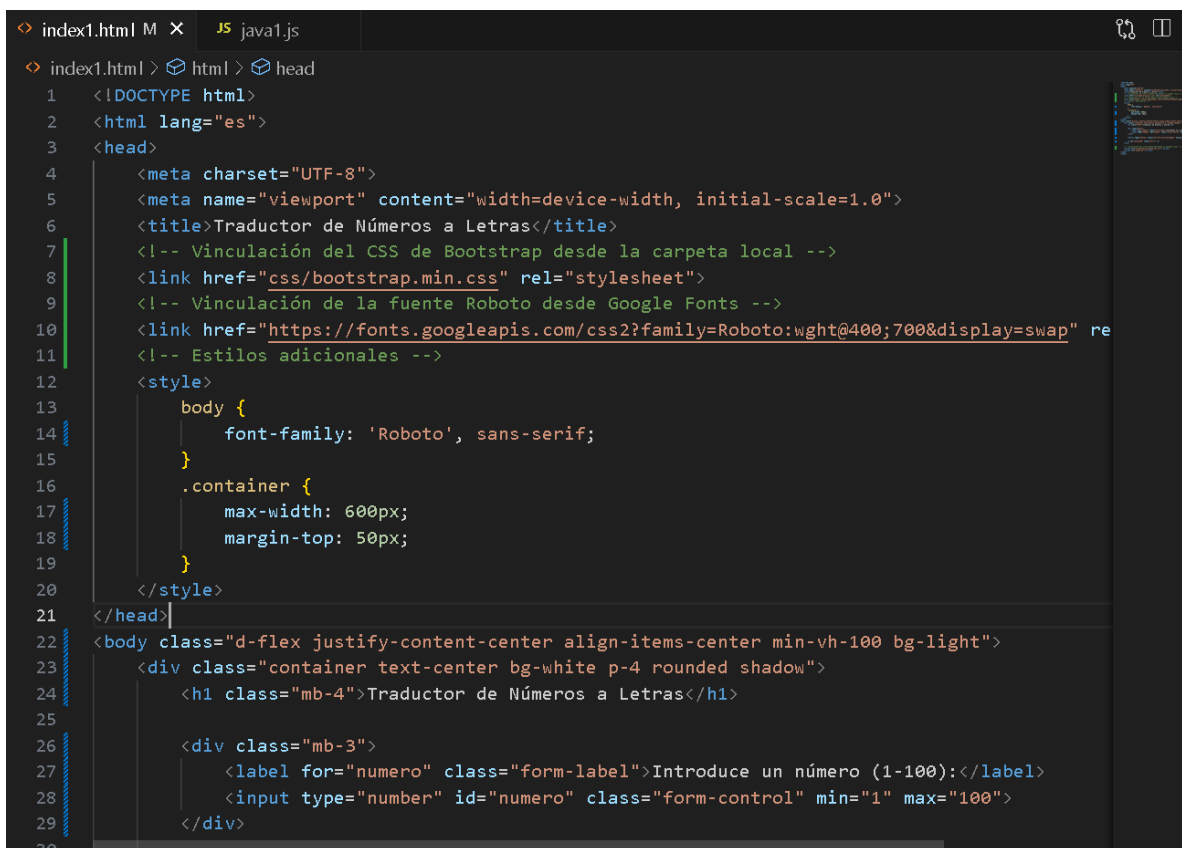 index1.html M
JS java1.js
index1.html > html > head
1 <!DOCTYPE html>
2 <html lang="es">
3 <head>
4 <meta charset="UTF-8">
5 <meta name="viewport" content="width=device-width, initial-scale=1.0">
6 <title>Traductor de Números a Letras</title>
7 <!-- Vinculación del CSS de Bootstrap desde la carpeta local -->
8 <link href="css/bootstrap.min.css" rel="stylesheet">
9 <!-- Vinculación de la fuente Roboto desde Google Fonts -->
10 <link href="https://fonts.googleapis.com/css2?family=Roboto:wght@400;700&display=swap" re
11 <!-- Estilos adicionales -->
12 <style>
13 body {
14 font-family: 'Roboto', sans-serif;
15 }
16 .container {
17 max-width: 600px;
18 margin-top: 50px;
19 }
20 </style>
21 </head>
22 <body class="d-flex justify-content-center align-items-center min-vh-100 bg-light">
23 <div class="container text-center bg-white p-4 rounded shadow">
24 <h1 class="mb-4">Traductor de Números a Letras</h1>
25
26 <div class="mb-3">
27 <label for="numero" class="form-label">Introduce un número (1-100):</label>
28 <input type="number" id="numero" class="form-control" min="1" max="100">
29 </div>